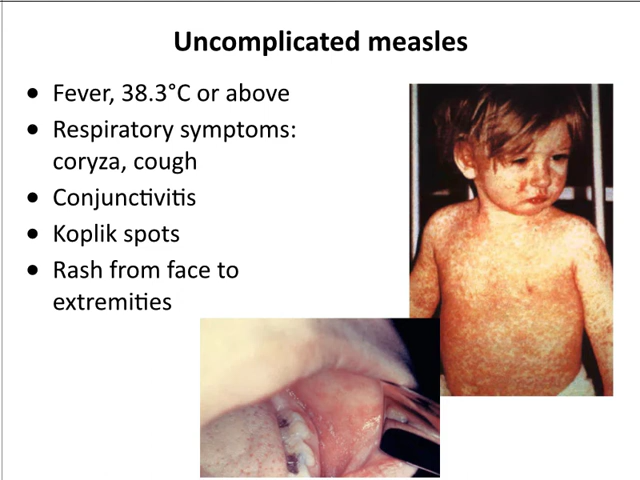 Uncomplicated measles
● Fever, 38.3°C or above
● Respiratory symptoms:
coryza, cough
● Conjunctivitis
● Koplik spots
● Rash from face to
extremities